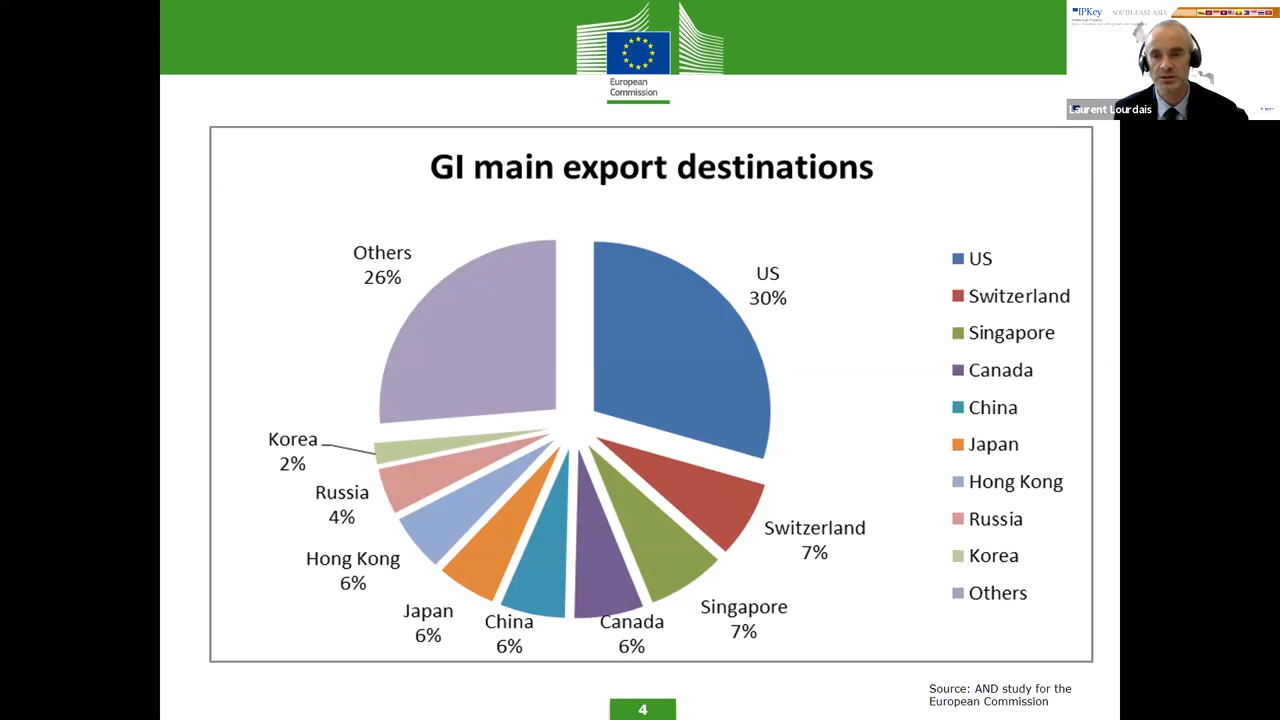 European
Commission
IPKey
SOUTH-EAST ASIA
Laurent Lourdais
GI main export destinations
Others
26%
US
30%
Korea
2%
Russia
4%
Hong Kong
6%
Japan
6%
China
6%
Canada
6%
Singapore
7%
Switzerland
7%
US
Switzerland
Singapore
Canada
China
Japan
Hong Kong
Russia
Korea
Others
Source: AND study for the
European Commission
4